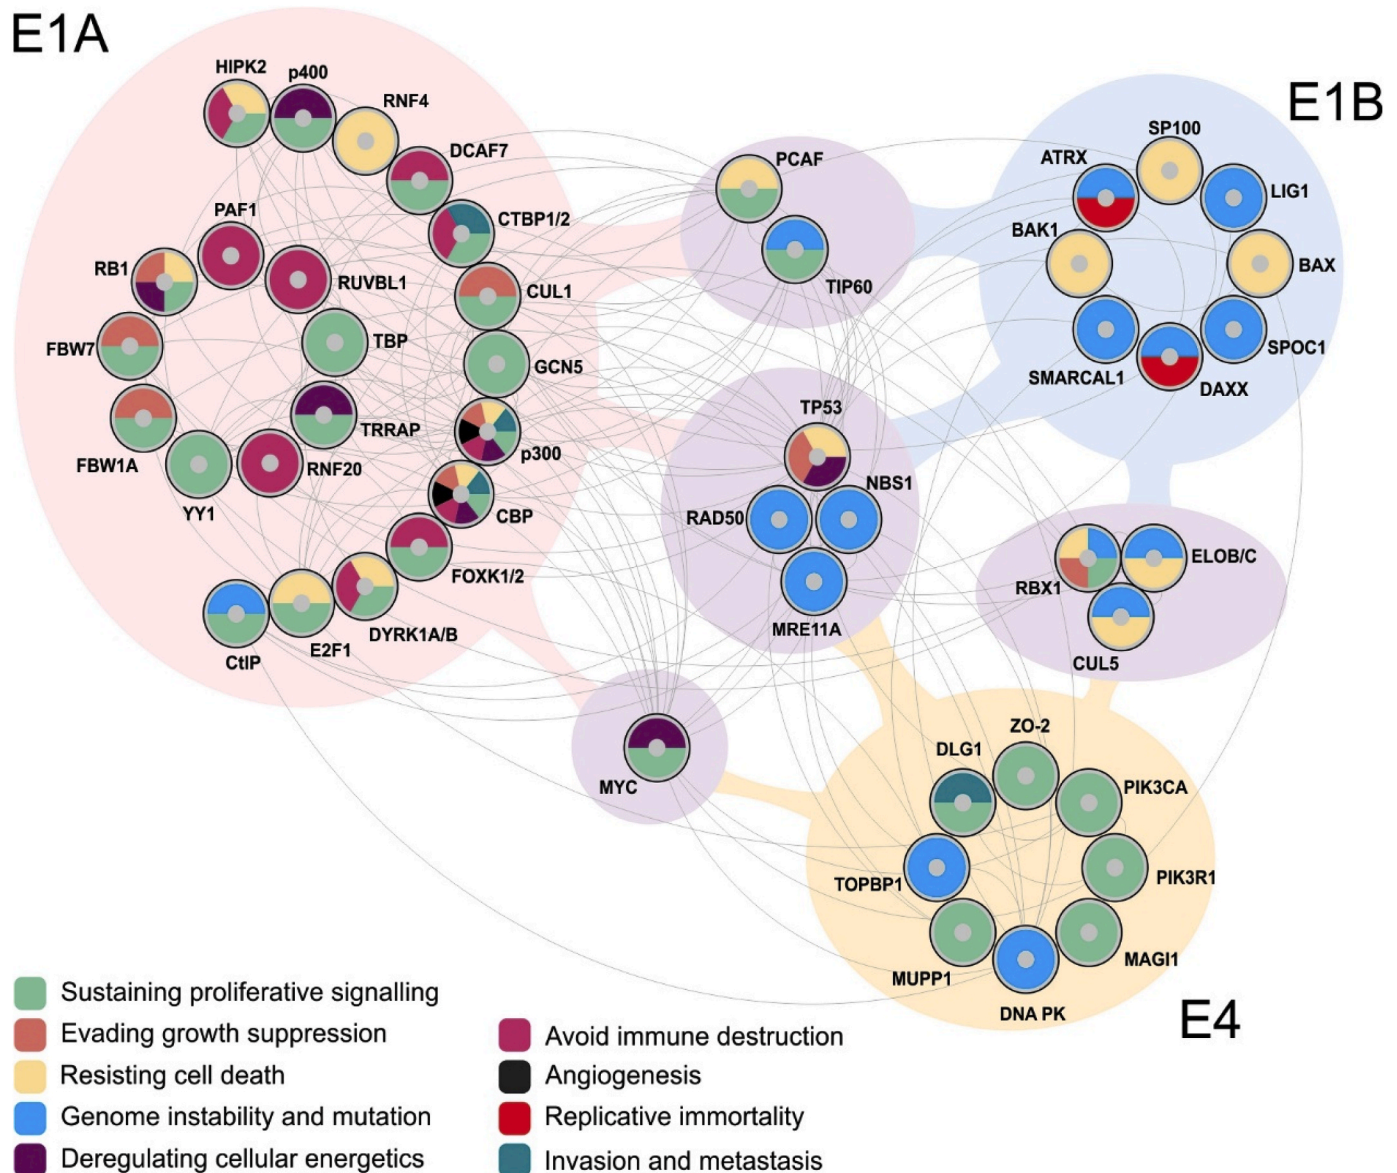 E1A
HIPK2
p400
RNF4
DCAF7
CTBP1/2
PAF1
RB1
RUVBL1
CUL1
FBW7
TBP
GCN5
TRRAP
p300
FBW1A
RNF20
YY1
CBP
FOXK1/2
DYRK1A/B
E2F1
CtIP
PCAF
TIP60
TP53
NBS1
RAD50
MRE11A
MYC
E1B
SP100
ATRX
LIG1
BAK1
BAX
SMARCAL1
SPOC1
DAXX
RBX1
ELOB/C
CUL5
ZO-2
DLG1
PIK3CA
TOPBP1
PIK3R1
MUPP1
MAGI1
DNA PK
E4
Sustaining proliferative signalling
Evading growth suppression
Resisting cell death
Genome instability and mutation
Deregulating cellular energetics
Avoid immune destruction
Angiogenesis
Replicative immortality
Invasion and metastasis